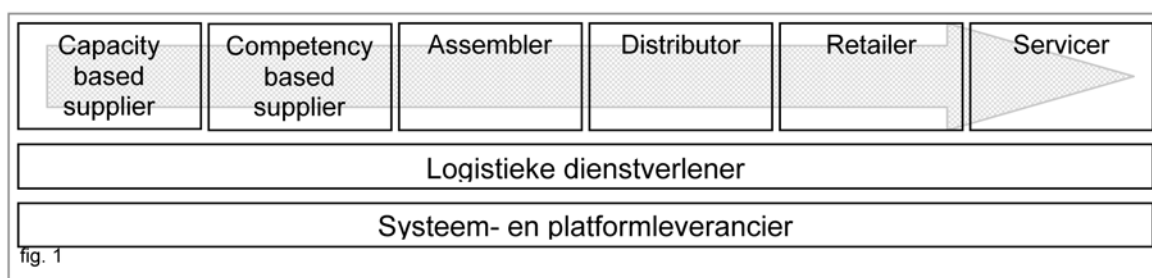 Capacity
based
supplier
Competency
based
supplier
Assembler
Distributor
Retailer
Servicer
Logistieke dienstverlener
Systeem- en platformleverancier
fig. 1